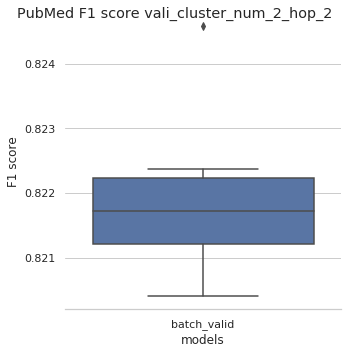 PubMed F1 score vali_cluster_num_2_hop_2
0.824
0.823
0.822
0.821
F1 score
batch_valid
models